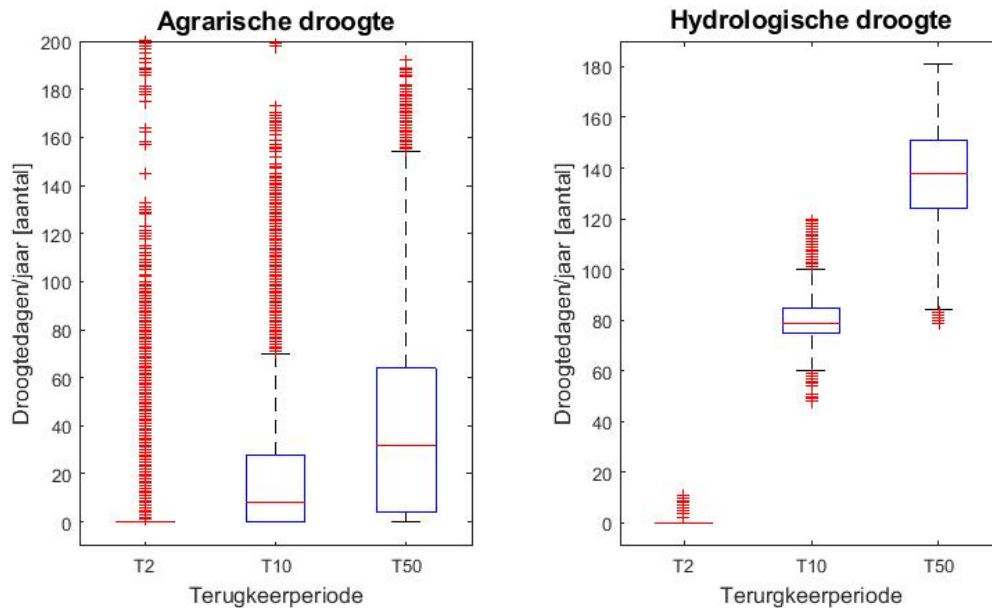 Agrarische droogte
Droogtedagen/jaar [aantal]
200
180
160
140
120
100
80
60
40
20
0
T2 T10 T50
Terugkeerperiode
Hydrologische droogte
Droogtedagen/jaar [aantal]
180
160
140
120
100
80
60
40
20
0
T2 T10 T50
Terurgkeerperiode